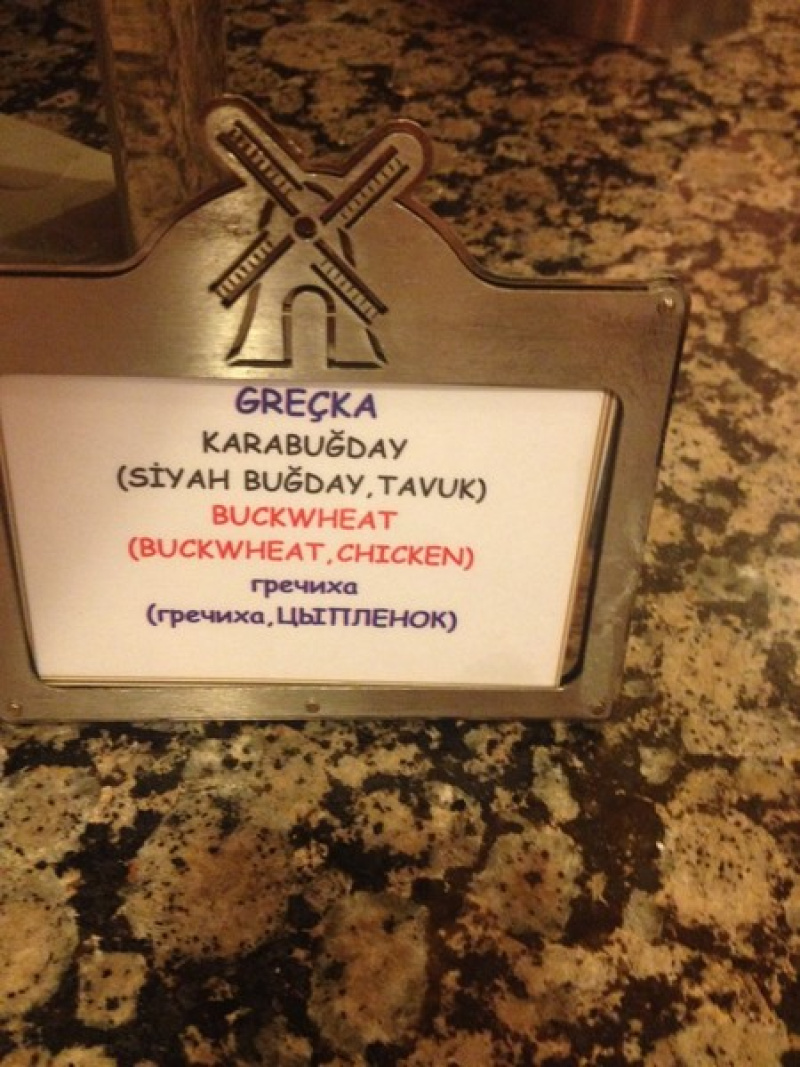 GREÇKA
KARABUĞDAY
(SİYAH BUĞDAY,TAVUK)
BUCKWHEAT
(BUCKWHEAT,CHICKEN)
гречиха
(гречиха,ЦЫПЛЕНОК)